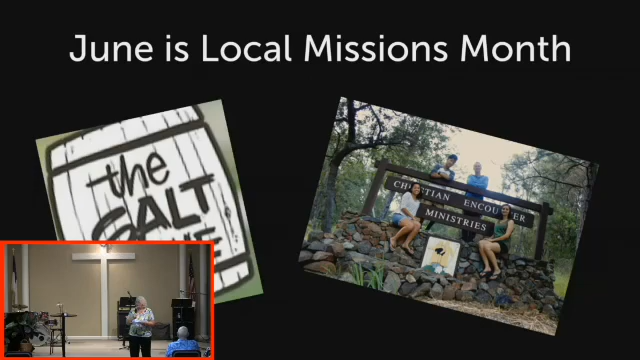 June is Local Missions Month
the
SALT
CHRISTIAN ENCOUNTER
MINISTRIES